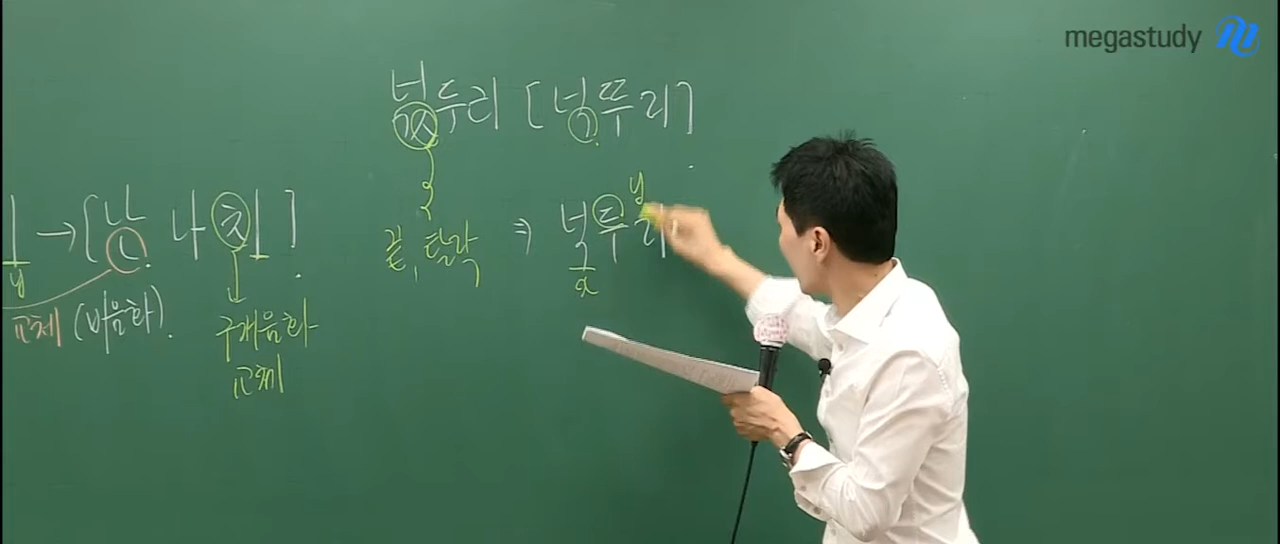 megastudy
넋두리 [넉뚜리]
y
→ [난 나 치].
끝, 탈락 ⇒ 넉두리
y
x
교체 (비음화).
구개음화
교체